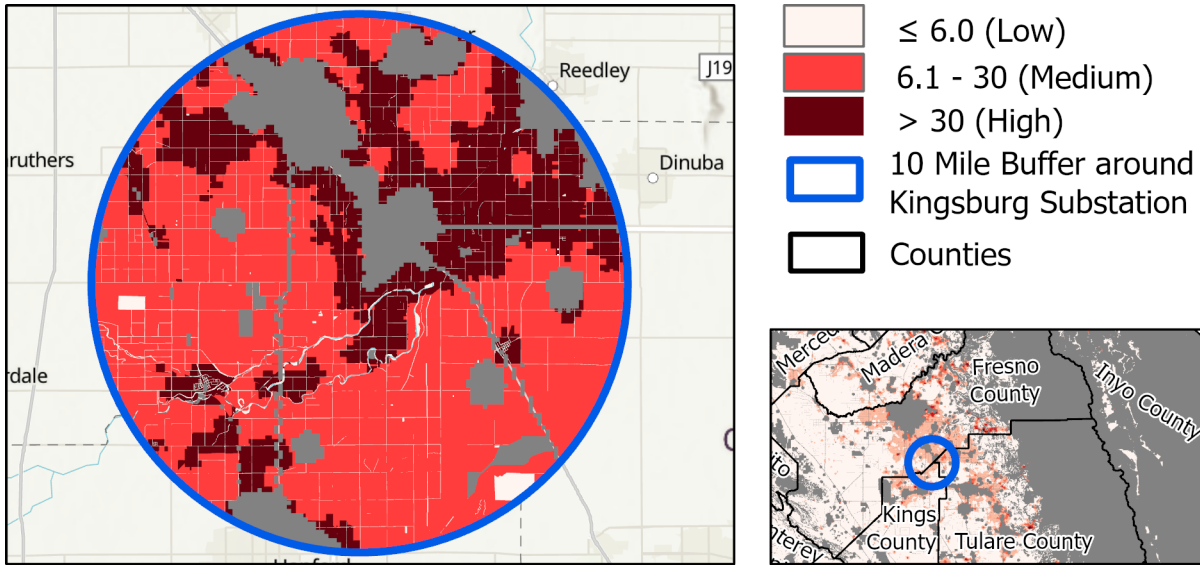 Reedley
J19
ruthers
Dinuba
rdale
≤ 6.0 (Low)
6.1 - 30 (Medium)
> 30 (High)
10 Mile Buffer around
Kingsburg Substation
Counties
Merced
Madera
Fresno
County
Inyo County
Kings
County
Tulare County